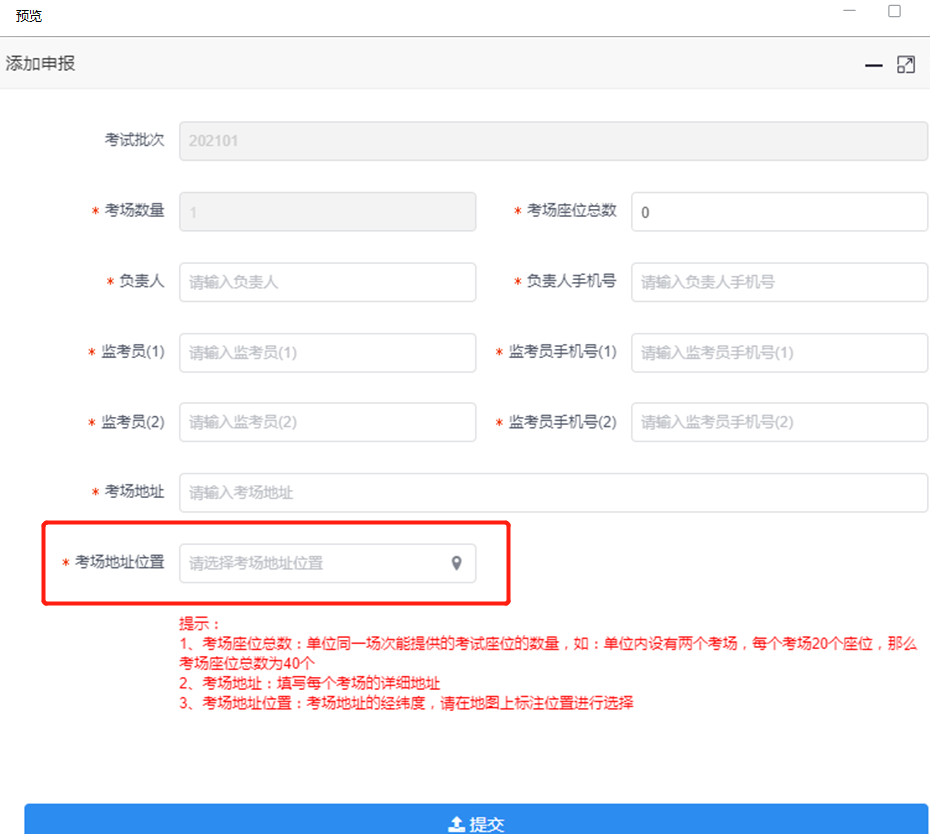 预览
添加申报
考试批次 202101
* 考场数量 1 * 考场座位总数 0
* 负责人 请输入负责人 * 负责人手机号 请输入负责人手机号
* 监考员(1) 请输入监考员(1) * 监考员手机号(1) 请输入监考员手机号(1)
* 监考员(2) 请输入监考员(2) * 监考员手机号(2) 请输入监考员手机号(2)
* 考场地址 请输入考场地址
* 考场地址位置 请选择考场地址位置
提示：
1、考场座位总数：单位同一场次能提供的考试座位的数量，如：单位内设有两个考场，每个考场20个座位，那么
考场座位总数为40个
2、考场地址：填写每个考场的详细地址
3、考场地址位置：考场地址的经纬度，请在地图上标注位置进行选择
提交